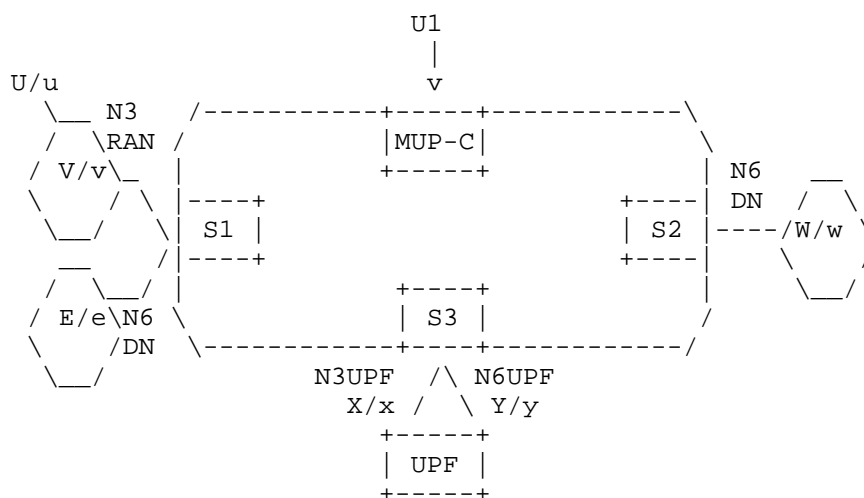 U1
U/u
v
N3
RAN
MUP-C
V/v
N6
DN
S1
S2
W/w
S3
E/e
N6
DN
N3UPF
N6UPF
X/x
Y/y
UPF